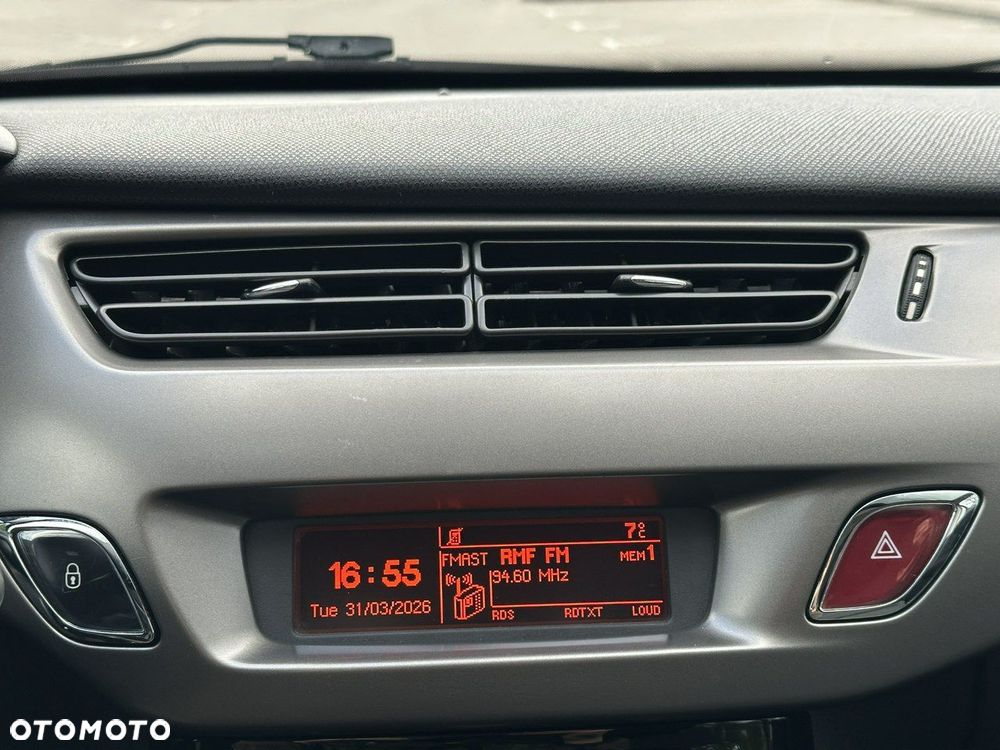 7°C
16:55
FMAST RMF FM MEM1
94.60 MHz
Tue 31/03/2026
RDS RDTXT LOUD
OTOMOTO